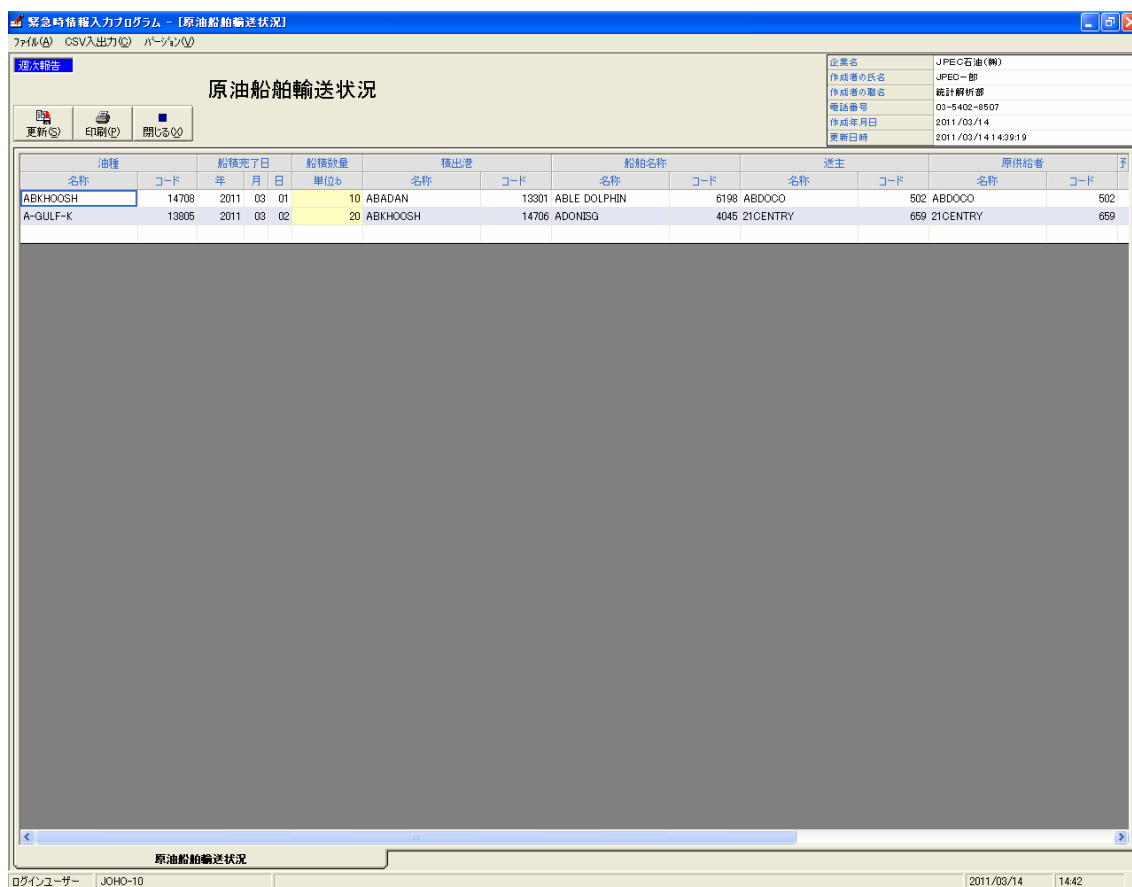 緊急時情報入力プログラム - [原油船舶輸送状況]
ﾌｧｲﾙ(A) CSV入出力(C) ﾊﾞｰｼﾞｮﾝ(V)
週次報告
原油船舶輸送状況
更新(S) 印刷(P) 閉じる(X)
企業名 JPEC石油(株)
作成者の氏名 JPEC一郎
作成者の職名 統計解析部
電話番号 03-5402-8507
作成年月日 2011/03/14
更新日時 2011/03/14 14:39:19
油種 船積完了日 船積数量 積出港 船舶名称 送主 原供給者 予
名称 コード 年 月 日 単位b 名称 コード 名称 コード 名称 コード 名称 コード
ABKHOOSH 14708 2011 03 01 10 ABADAN 13301 ABLE DOLPHIN 6198 ABDOCO 502 ABDOCO 502
A-GULF-K 13805 2011 03 02 20 ABKHOOSH 14706 ADONISG 4045 21CENTRY 659 21CENTRY 659
原油船舶輸送状況
ログインユーザー JOHO-10 2011/03/14 14:42